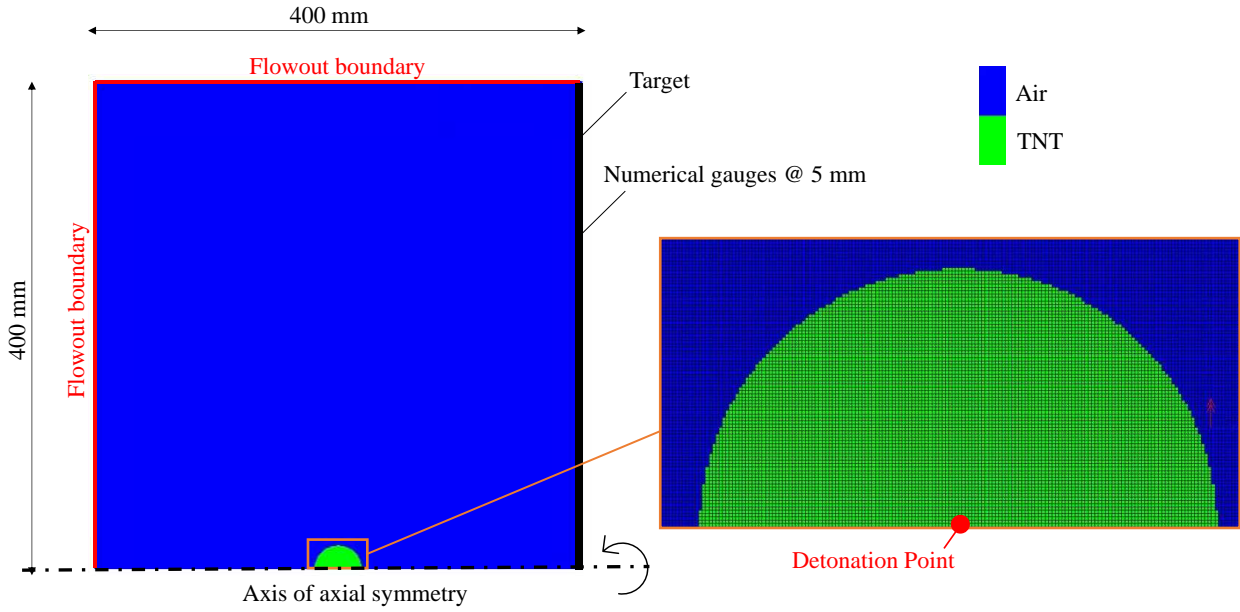 400 mm
Flowout boundary
Target
Numerical gauges @ 5 mm
400 mm
Flowout boundary
Axis of axial symmetry
Air
TNT
Detonation Point